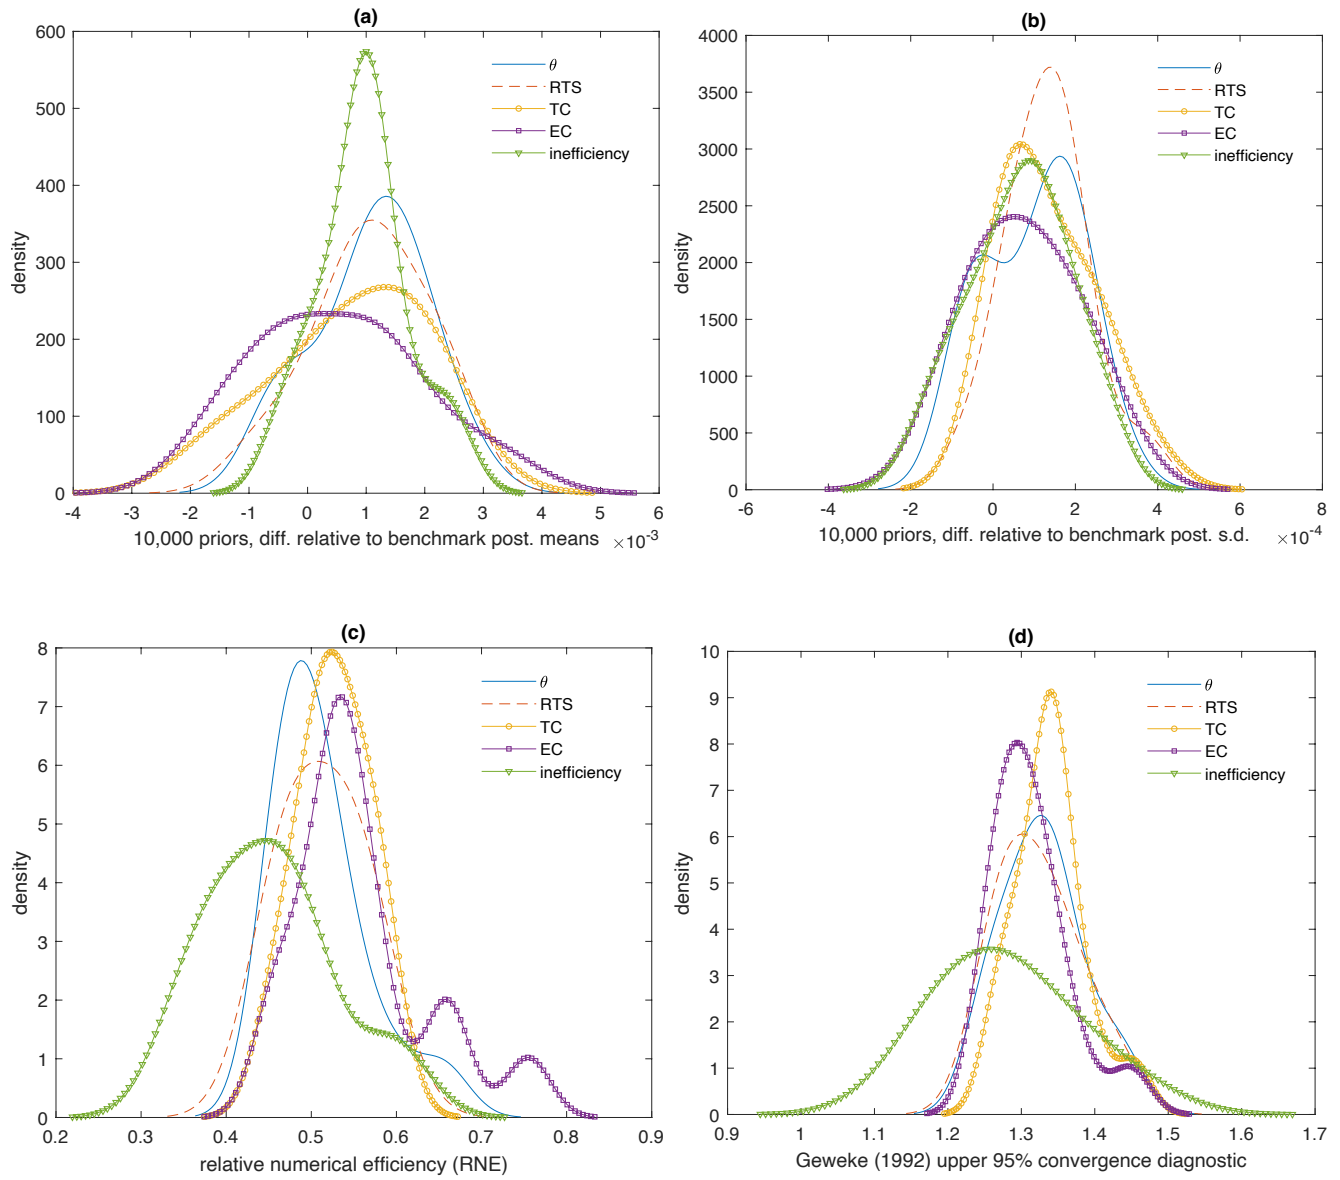 (a)
600
500
400
300
200
100
0
density
θ
RTS
TC
EC
inefficiency
-4 -3 -2 -1 0 1 2 3 4 5 6
10,000 priors, diff. relative to benchmark post. means ×10⁻³
(b)
4000
3500
3000
2500
2000
1500
1000
500
0
density
θ
RTS
TC
EC
inefficiency
-6 -4 -2 0 2 4 6 8
10,000 priors, diff. relative to benchmark post. s.d. ×10⁻⁴
(c)
8
7
6
5
4
3
2
1
0
density
θ
RTS
TC
EC
inefficiency
0.2 0.3 0.4 0.5 0.6 0.7 0.8 0.9
relative numerical efficiency (RNE)
(d)
10
9
8
7
6
5
4
3
2
1
0
density
θ
RTS
TC
EC
inefficiency
0.9 1 1.1 1.2 1.3 1.4 1.5 1.6 1.7
Geweke (1992) upper 95% convergence diagnostic